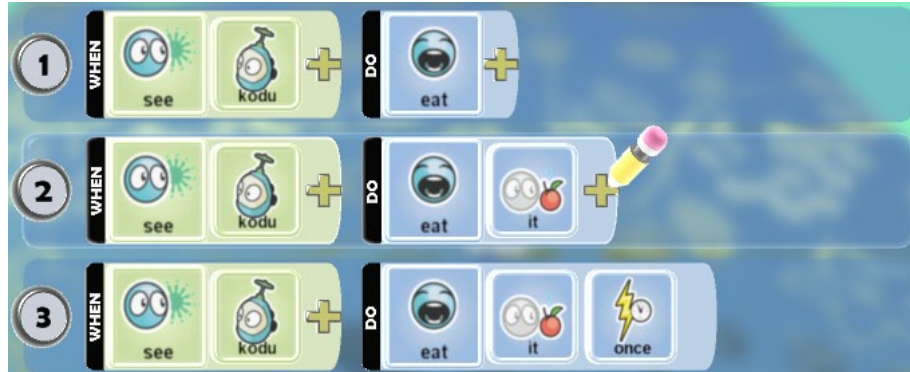 1 WHEN see kodu DO eat
2 WHEN see kodu DO eat it
3 WHEN see kodu DO eat it once